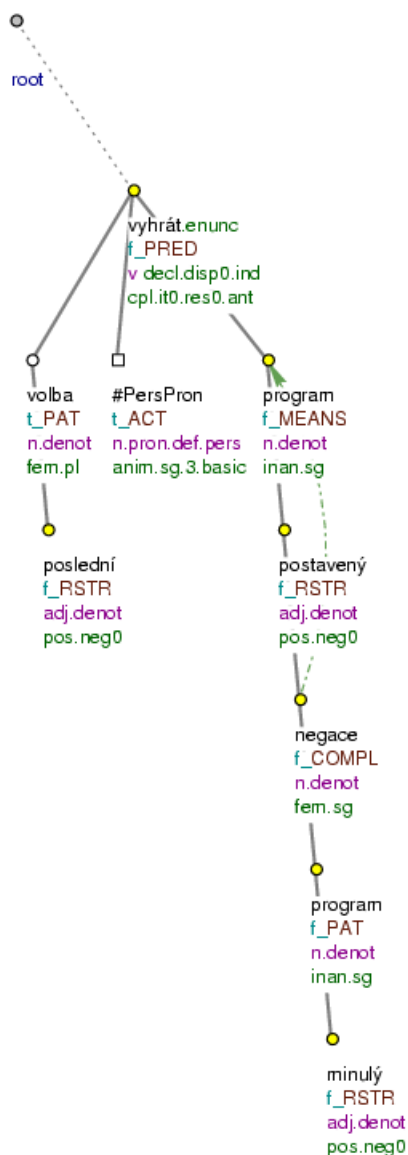 root
vyhrát.enunc
f_PRED
v decl.disp0.ind
cpl.it0.res0.ant
volba
t_PAT
n.denot
fem.pl
#PersPron
t_ACT
n.pron.def.pers
anim.sg.3.basic
program
f_MEANS
n.denot
inan.sg
poslední
f_RSTR
adj.denot
pos.neg0
postavený
f_RSTR
adj.denot
pos.neg0
negace
f_COMPL
n.denot
fem.sg
program
f_PAT
n.denot
inan.sg
minulý
f_RSTR
adj.denot
pos.neg0